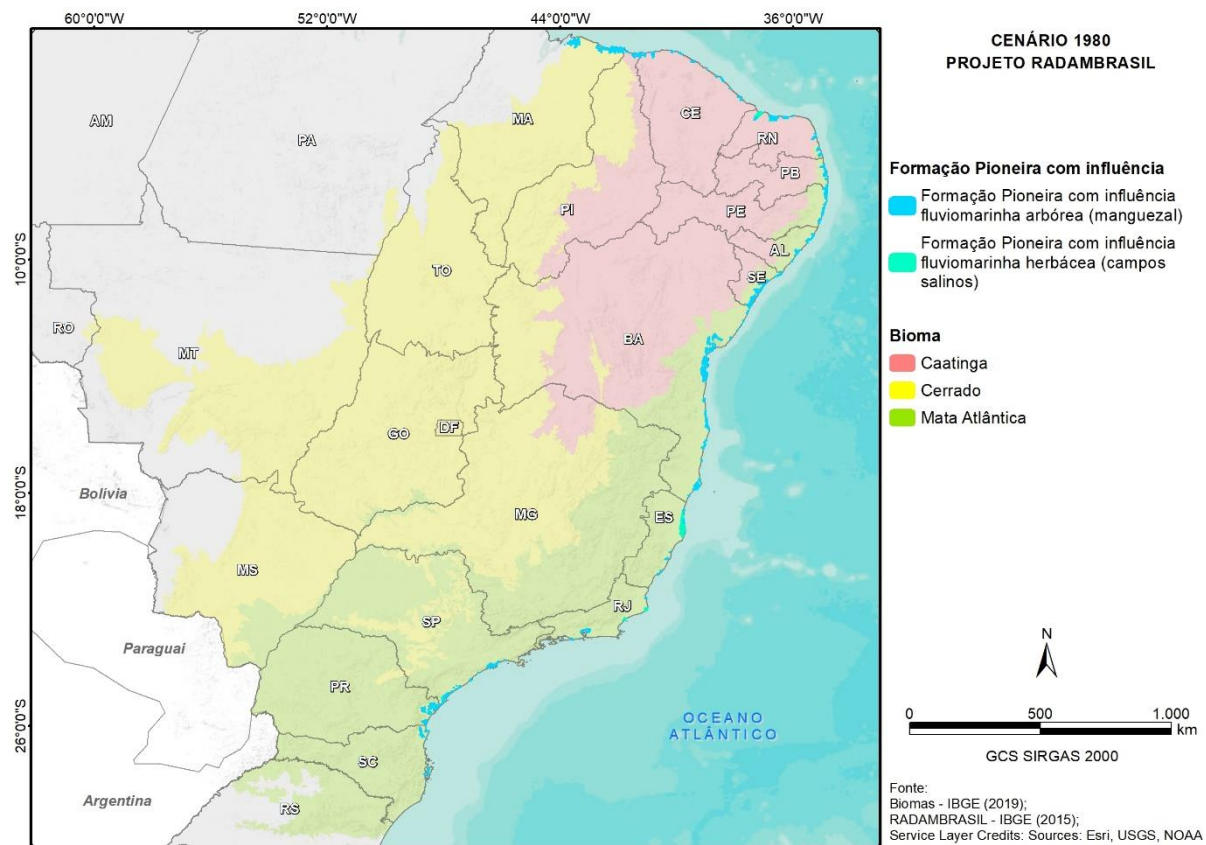 60°0'0"W
52°0'0"W
44°0'0"W
36°0'0"W
10°0'0"S
18°0'0"S
26°0'0"S
AM
PA
MA
CE
RN
PB
PI
PE
AL
SE
TO
RO
MT
BA
GO
DF
Bolívia
MG
ES
MS
SP
RJ
Paraguai
PR
OCEANO
ATLÂNTICO
SC
Argentina
RS
CENÁRIO 1980
PROJETO RADAMBRASIL
Formação Pioneira com influência
Formação Pioneira com influência
fluviomarinha arbórea (manguezal)
Formação Pioneira com influência
fluviomarinha herbácea (campos
salinos)
Bioma
Caatinga
Cerrado
Mata Atlântica
N
0 500 1.000
km
GCS SIRGAS 2000
Fonte:
Biomas - IBGE (2019);
RADAMBRASIL - IBGE (2015);
Service Layer Credits: Sources: Esri, USGS, NOAA